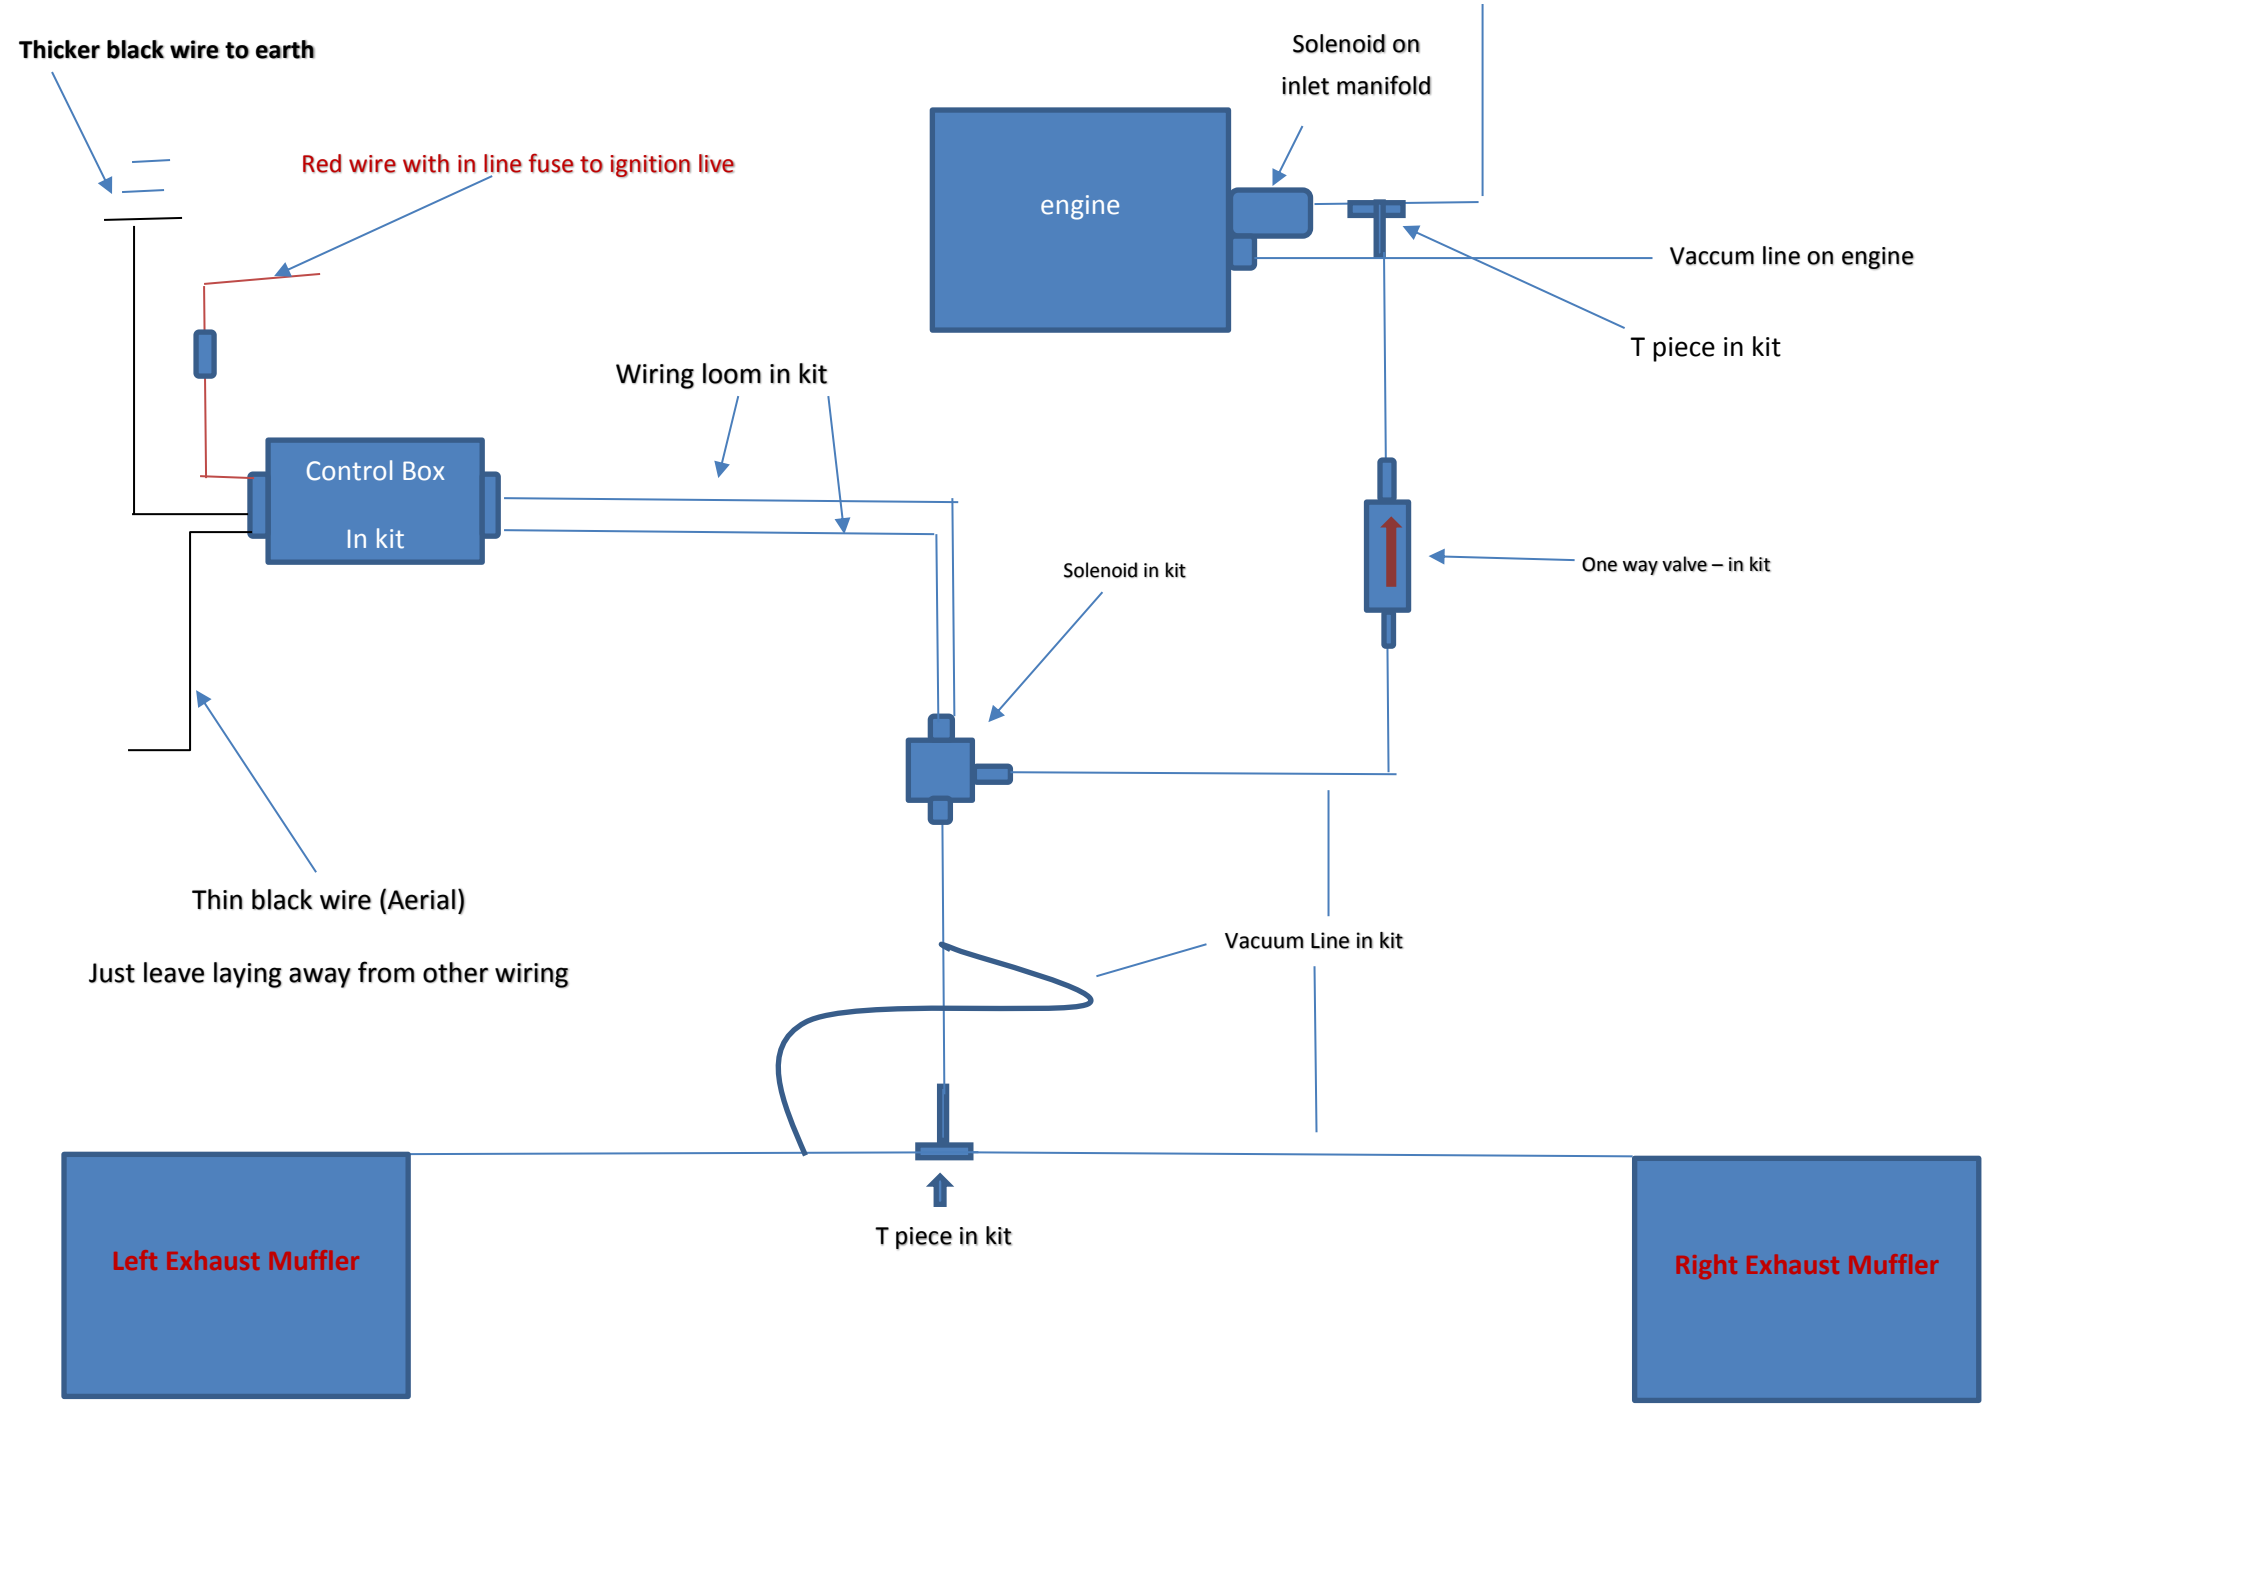 Thicker black wire to earth
Solenoid on
inlet manifold
Red wire with in line fuse to ignition live
engine
Vaccum line on engine
T piece in kit
Wiring loom in kit
Control Box
In kit
Solenoid in kit
One way valve – in kit
Thin black wire (Aerial)
Just leave laying away from other wiring
Vacuum Line in kit
T piece in kit
Left Exhaust Muffler
Right Exhaust Muffler